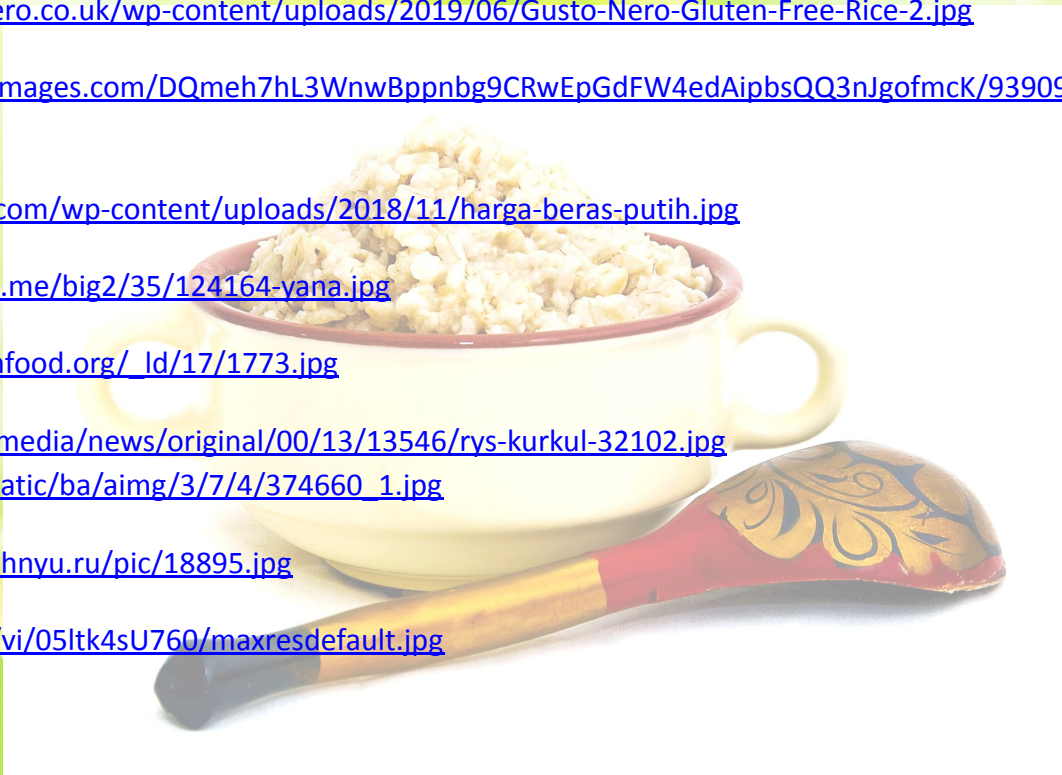 ero.co.uk/wp-content/uploads/2019/06/Gusto-Nero-Gluten-Free-Rice-2.jpg
mages.com/DQmeh7hL3WnwBppnbg9CRwEpGdFW4edAipbsQQ3nJgofmcK/93909
com/wp-content/uploads/2018/11/harga-beras-putih.jpg
.me/big2/35/124164-yana.jpg
nfood.org/_ld/17/1773.jpg
media/news/original/00/13/13546/rys-kurkul-32102.jpg
atic/ba/aimg/3/7/4/374660_1.jpg
hnyu.ru/pic/18895.jpg
vi/05ltk4sU760/maxresdefault.jpg